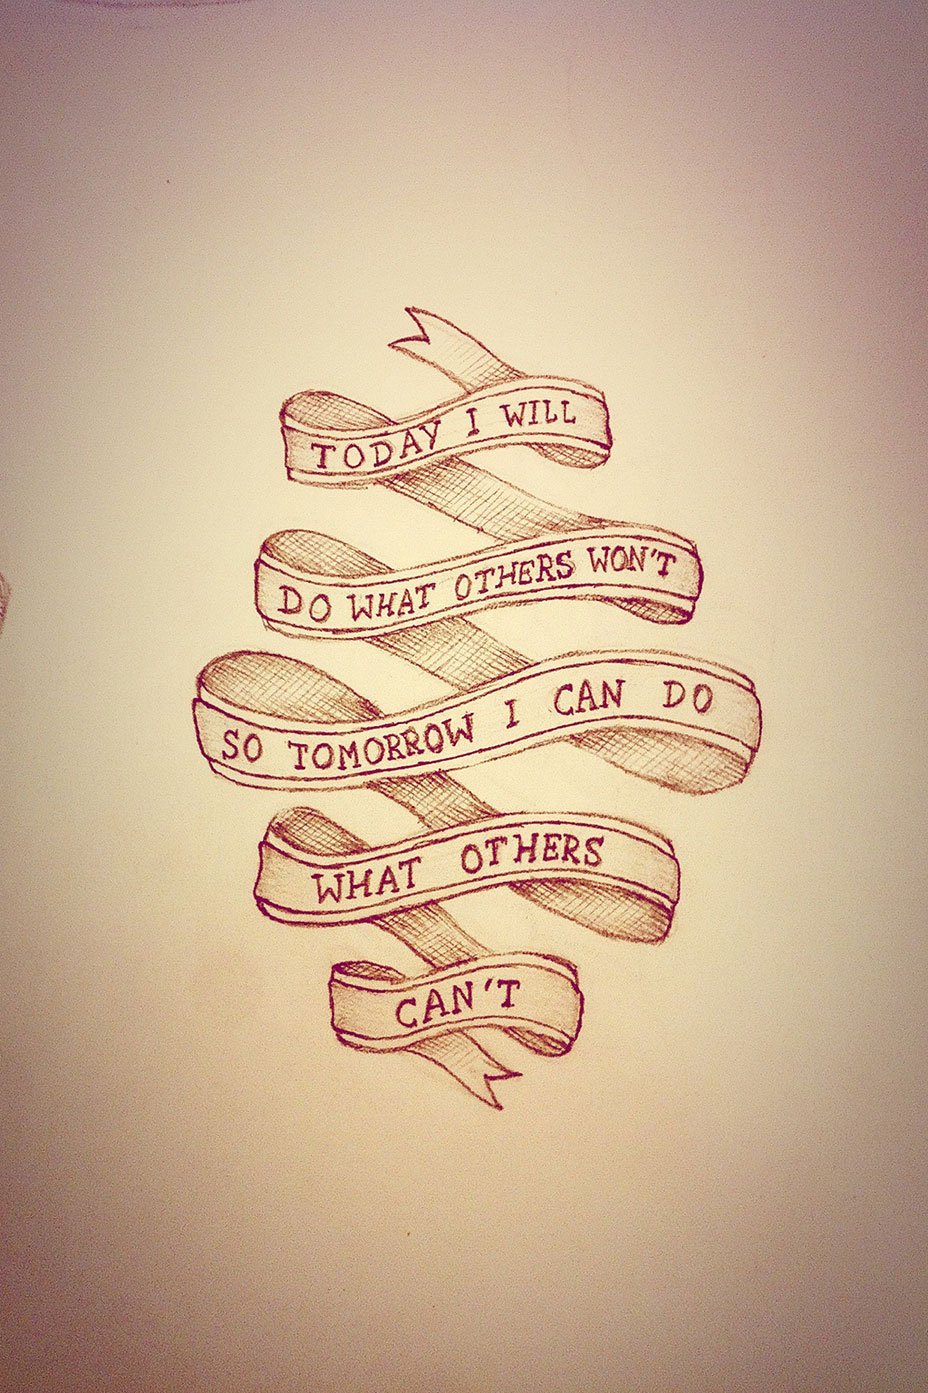 TODAY I WILL
DO WHAT OTHERS WON'T
SO TOMORROW I CAN DO
WHAT OTHERS
CAN'T